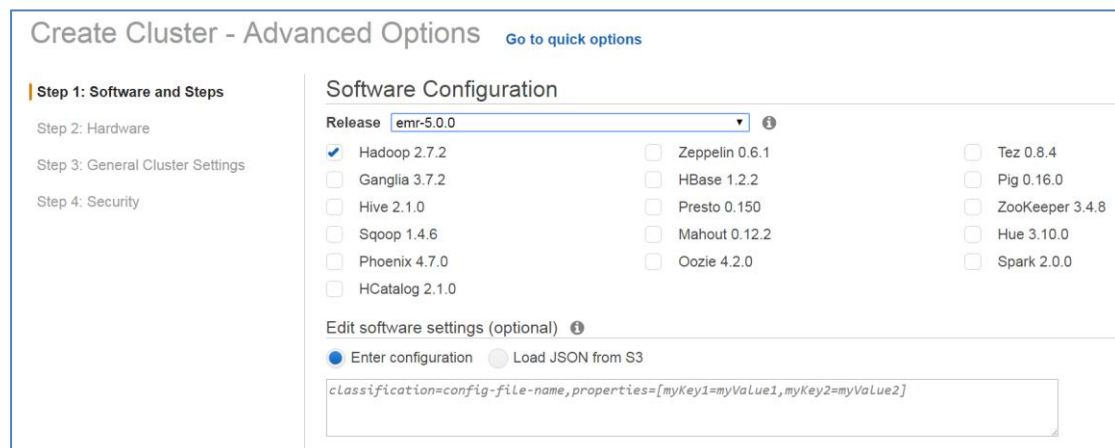 Create Cluster - Advanced Options Go to quick options
Step 1: Software and Steps
Step 2: Hardware
Step 3: General Cluster Settings
Step 4: Security
Software Configuration
Release emr-5.0.0
Hadoop 2.7.2 Zeppelin 0.6.1 Tez 0.8.4
Ganglia 3.7.2 HBase 1.2.2 Pig 0.16.0
Hive 2.1.0 Presto 0.150 ZooKeeper 3.4.8
Sqoop 1.4.6 Mahout 0.12.2 Hue 3.10.0
Phoenix 4.7.0 Oozie 4.2.0 Spark 2.0.0
HCatalog 2.1.0
Edit software settings (optional)
Enter configuration Load JSON from S3
classification=config-file-name,properties=[myKey1=myValue1,myKey2=myValue2]